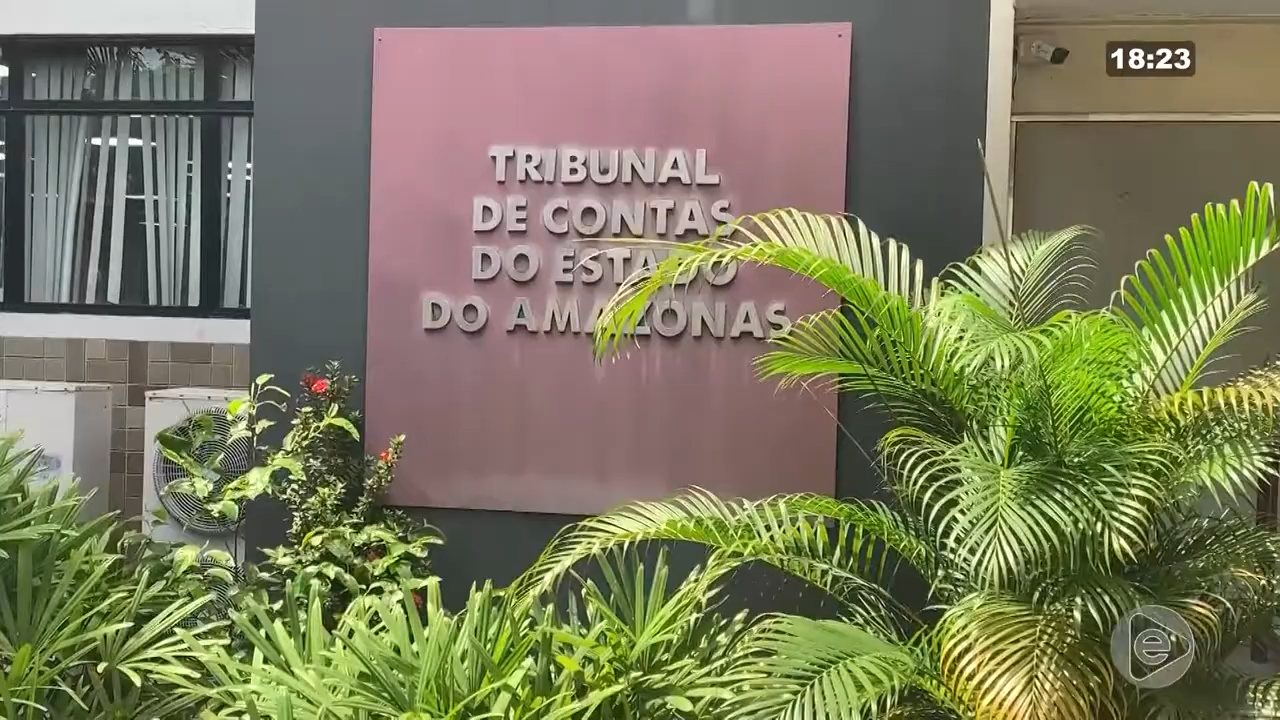 18:23
TRIBUNAL
DE CONTAS
DO ESTADO
DO AMAZONAS
e